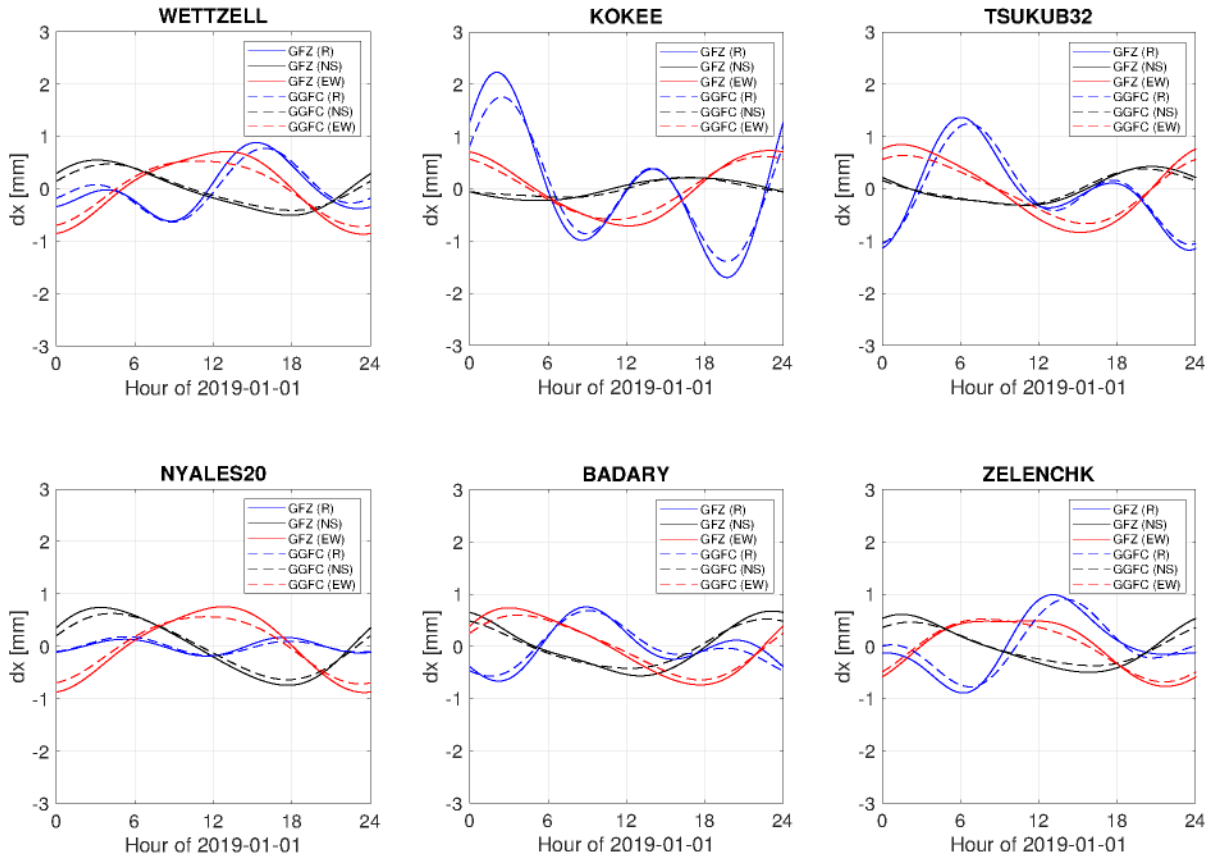 WETTZELL
3
2
1
0
-1
-2
-3
dx [mm]
GFZ (R)
GFZ (NS)
GFZ (EW)
GGFC (R)
GGFC (NS)
GGFC (EW)
0 6 12 18 24
Hour of 2019-01-01
KOKEE
3
2
1
0
-1
-2
-3
dx [mm]
GFZ (R)
GFZ (NS)
GFZ (EW)
GGFC (R)
GGFC (NS)
GGFC (EW)
0 6 12 18 24
Hour of 2019-01-01
TSUKUB32
3
2
1
0
-1
-2
-3
dx [mm]
GFZ (R)
GFZ (NS)
GFZ (EW)
GGFC (R)
GGFC (NS)
GGFC (EW)
0 6 12 18 24
Hour of 2019-01-01
NYALES20
3
2
1
0
-1
-2
-3
dx [mm]
GFZ (R)
GFZ (NS)
GFZ (EW)
GGFC (R)
GGFC (NS)
GGFC (EW)
0 6 12 18 24
Hour of 2019-01-01
BADARY
3
2
1
0
-1
-2
-3
dx [mm]
GFZ (R)
GFZ (NS)
GFZ (EW)
GGFC (R)
GGFC (NS)
GGFC (EW)
0 6 12 18 24
Hour of 2019-01-01
ZELENCHK
3
2
1
0
-1
-2
-3
dx [mm]
GFZ (R)
GFZ (NS)
GFZ (EW)
GGFC (R)
GGFC (NS)
GGFC (EW)
0 6 12 18 24
Hour of 2019-01-01